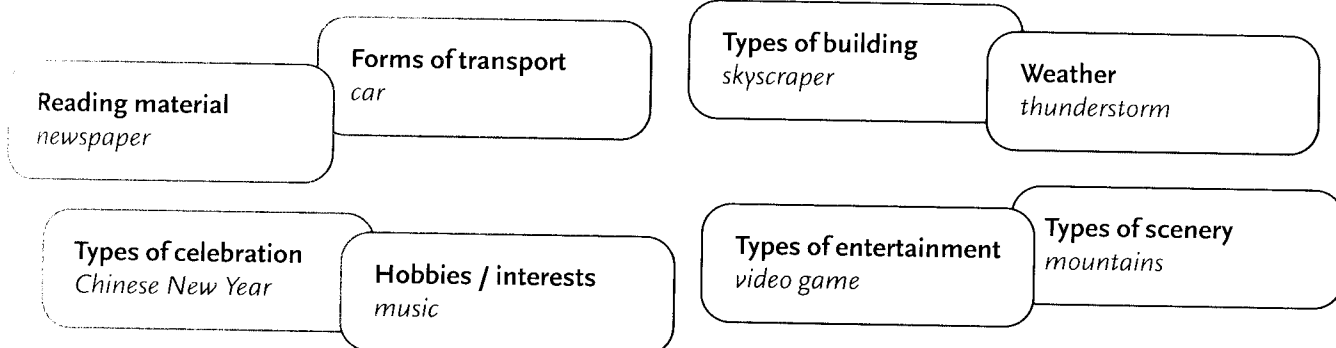 Reading material
newspaper
Forms of transport
car
Types of building
skyscraper
Weather
thunderstorm
Types of celebration
Chinese New Year
Hobbies / interests
music
Types of entertainment
video game
Types of scenery
mountains